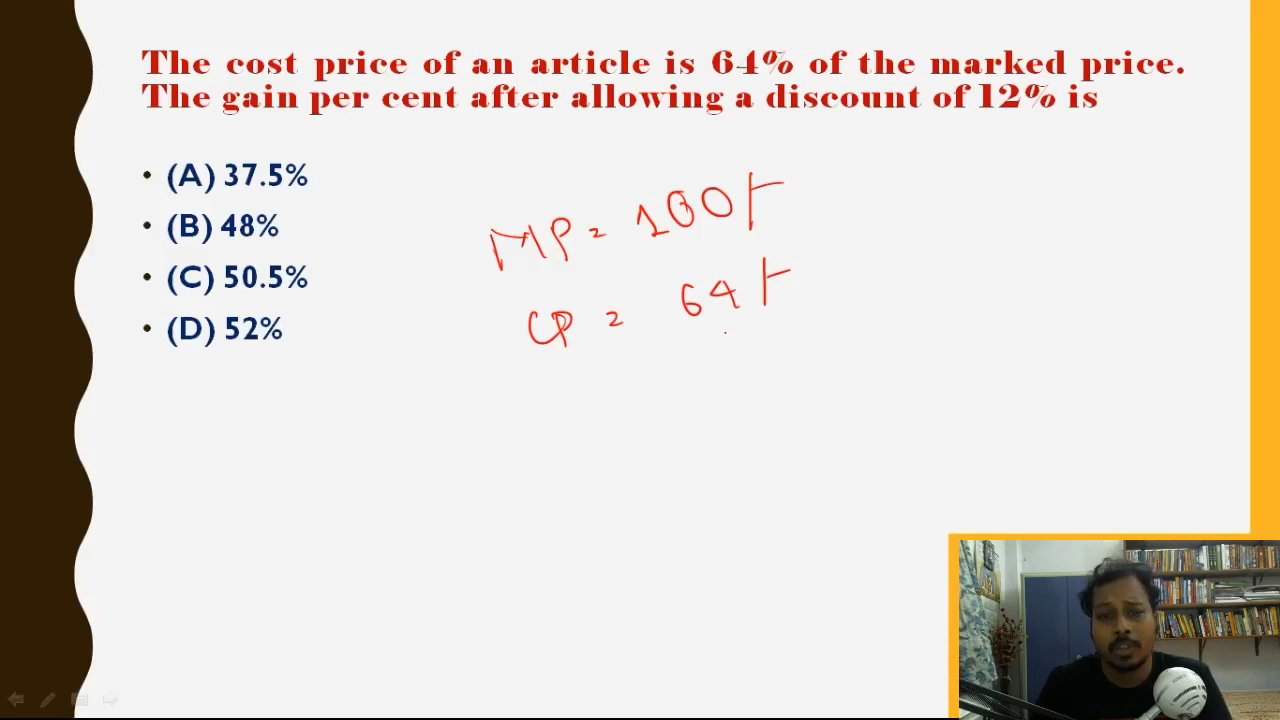 The cost price of an article is 64% of the marked price.
The gain per cent after allowing a discount of 12% is
• (A) 37.5%
• (B) 48%
• (C) 50.5%
• (D) 52%
MP = 100/-
CP = 64/-